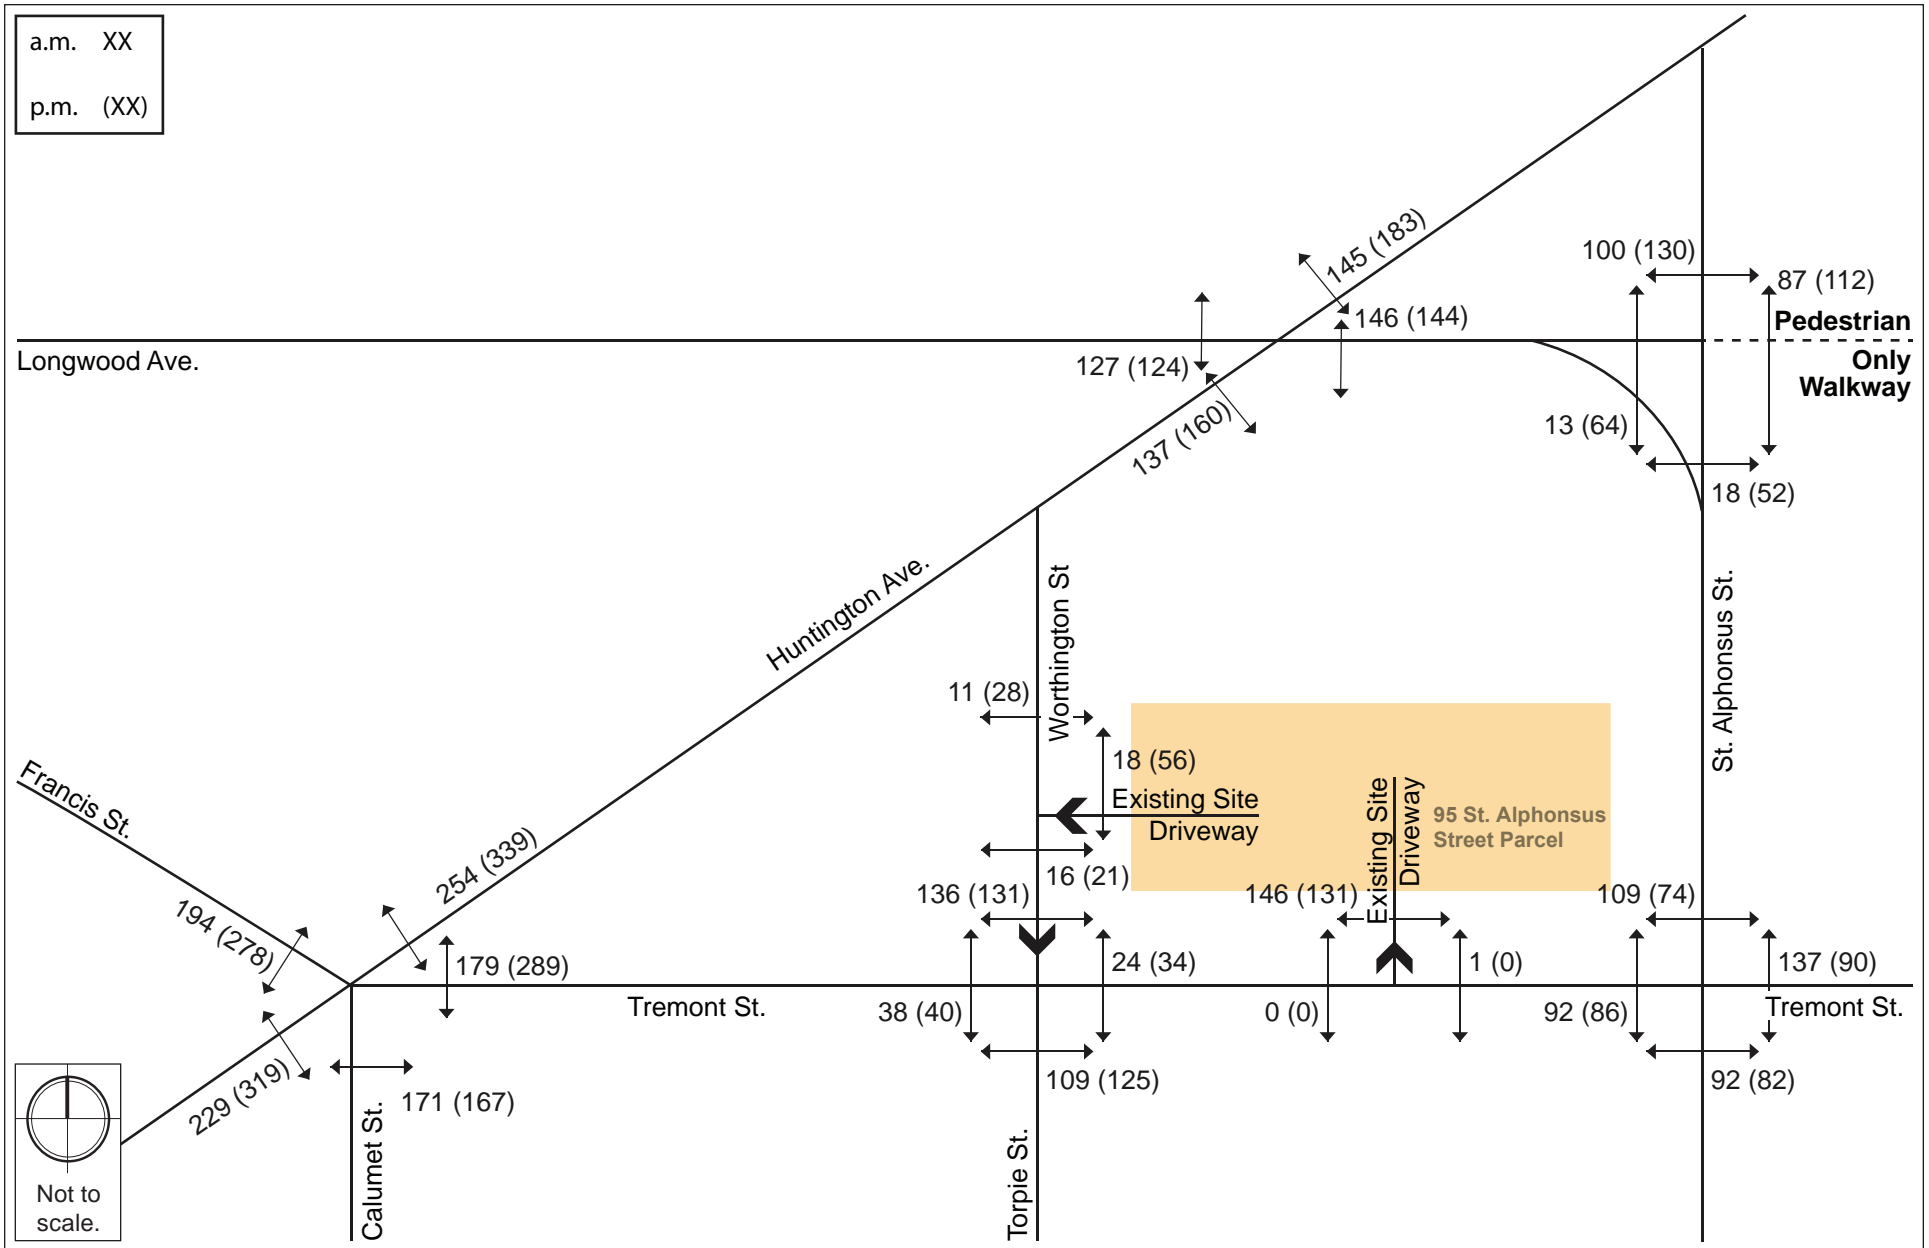 a.m. XX
p.m. (XX)
145 (183)
100 (130)
87 (112)
146 (144)
Pedestrian
Only
Walkway
Longwood Ave.
127 (124)
137 (160)
13 (64)
18 (52)
Huntington Ave.
Worthington St
St. Alphonsus St.
11 (28)
18 (56)
Existing Site
Driveway
16 (21)
Existing Site
Driveway
95 St. Alphonsus
Street Parcel
Francis St.
194 (278)
254 (339)
179 (289)
136 (131)
146 (131)
109 (74)
24 (34)
1 (0)
137 (90)
Tremont St.
38 (40)
0 (0)
92 (86)
Tremont St.
229 (319)
171 (167)
109 (125)
92 (82)
Calumet St.
Torpie St.
Not to
scale.